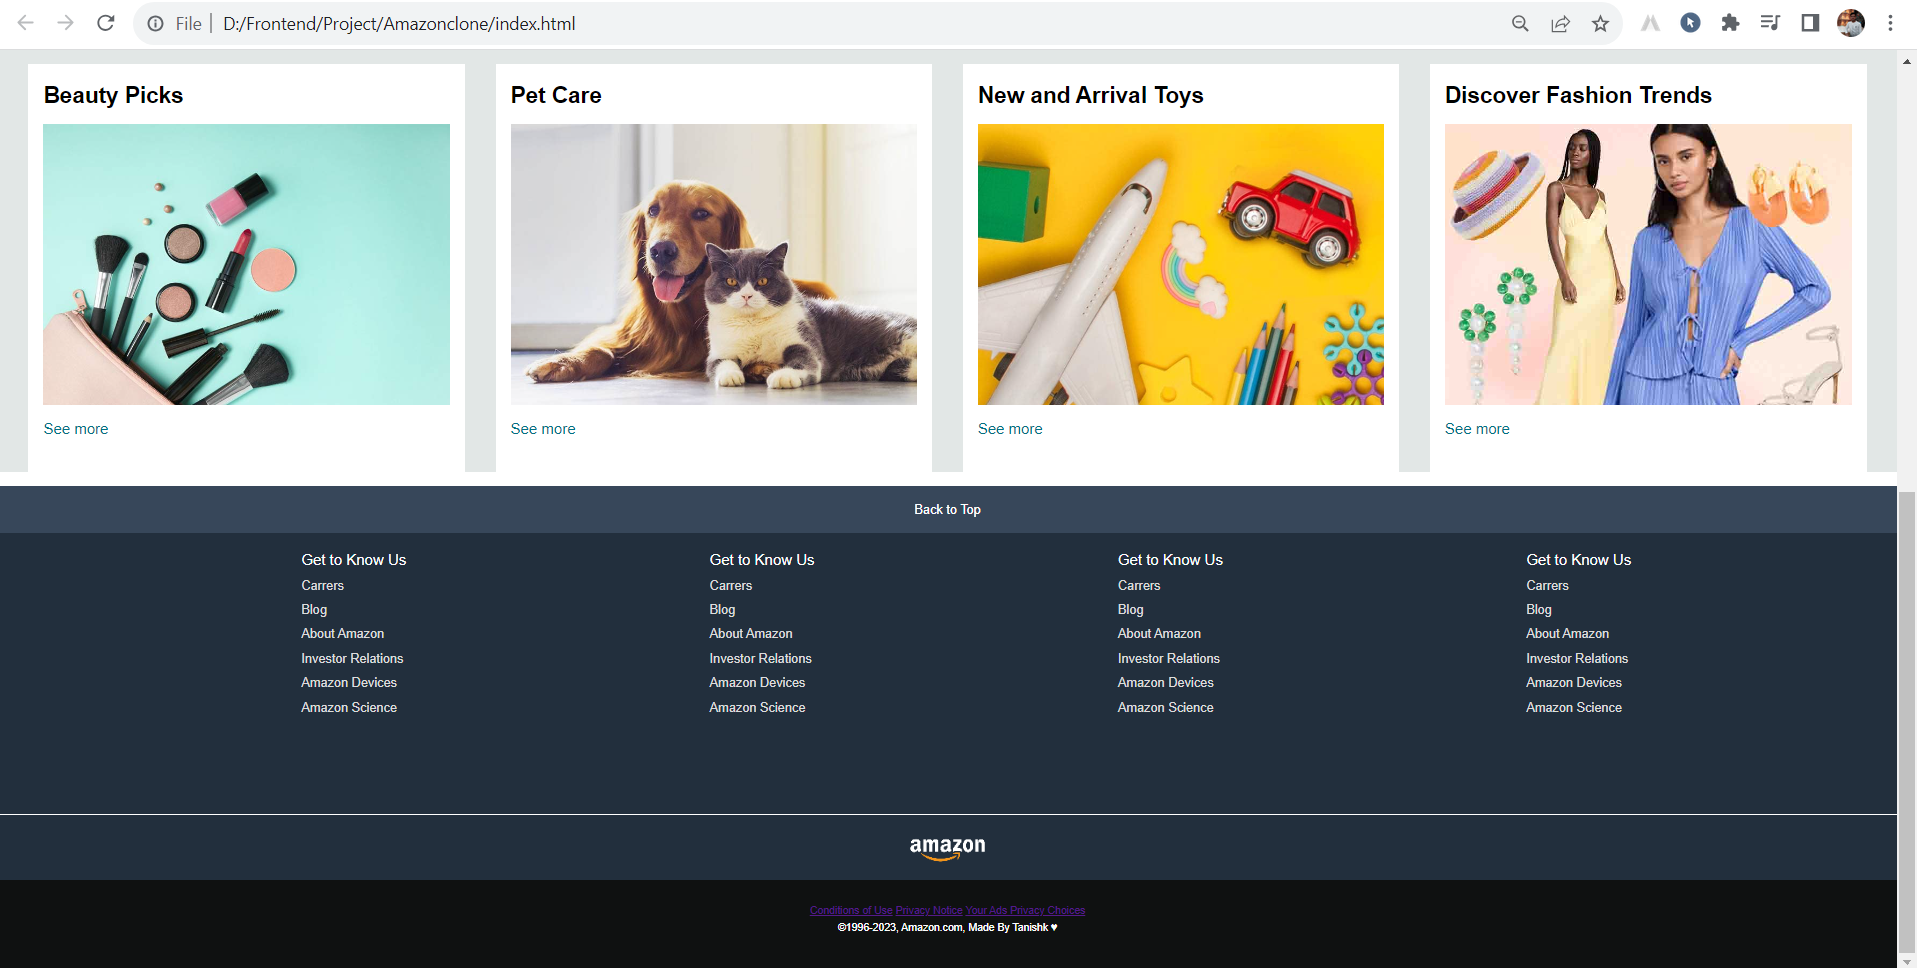 File | D:/Frontend/Project/Amazonclone/index.html
Beauty Picks
Pet Care
New and Arrival Toys
Discover Fashion Trends
See more
See more
See more
See more
Back to Top
Get to Know Us
Carrers
Blog
About Amazon
Investor Relations
Amazon Devices
Amazon Science
Get to Know Us
Carrers
Blog
About Amazon
Investor Relations
Amazon Devices
Amazon Science
Get to Know Us
Carrers
Blog
About Amazon
Investor Relations
Amazon Devices
Amazon Science
Get to Know Us
Carrers
Blog
About Amazon
Investor Relations
Amazon Devices
Amazon Science
amazon
Conditions of Use Privacy Notice Your Ads Privacy Choices
©1996-2023, Amazon.com, Made By Tanishk ♥